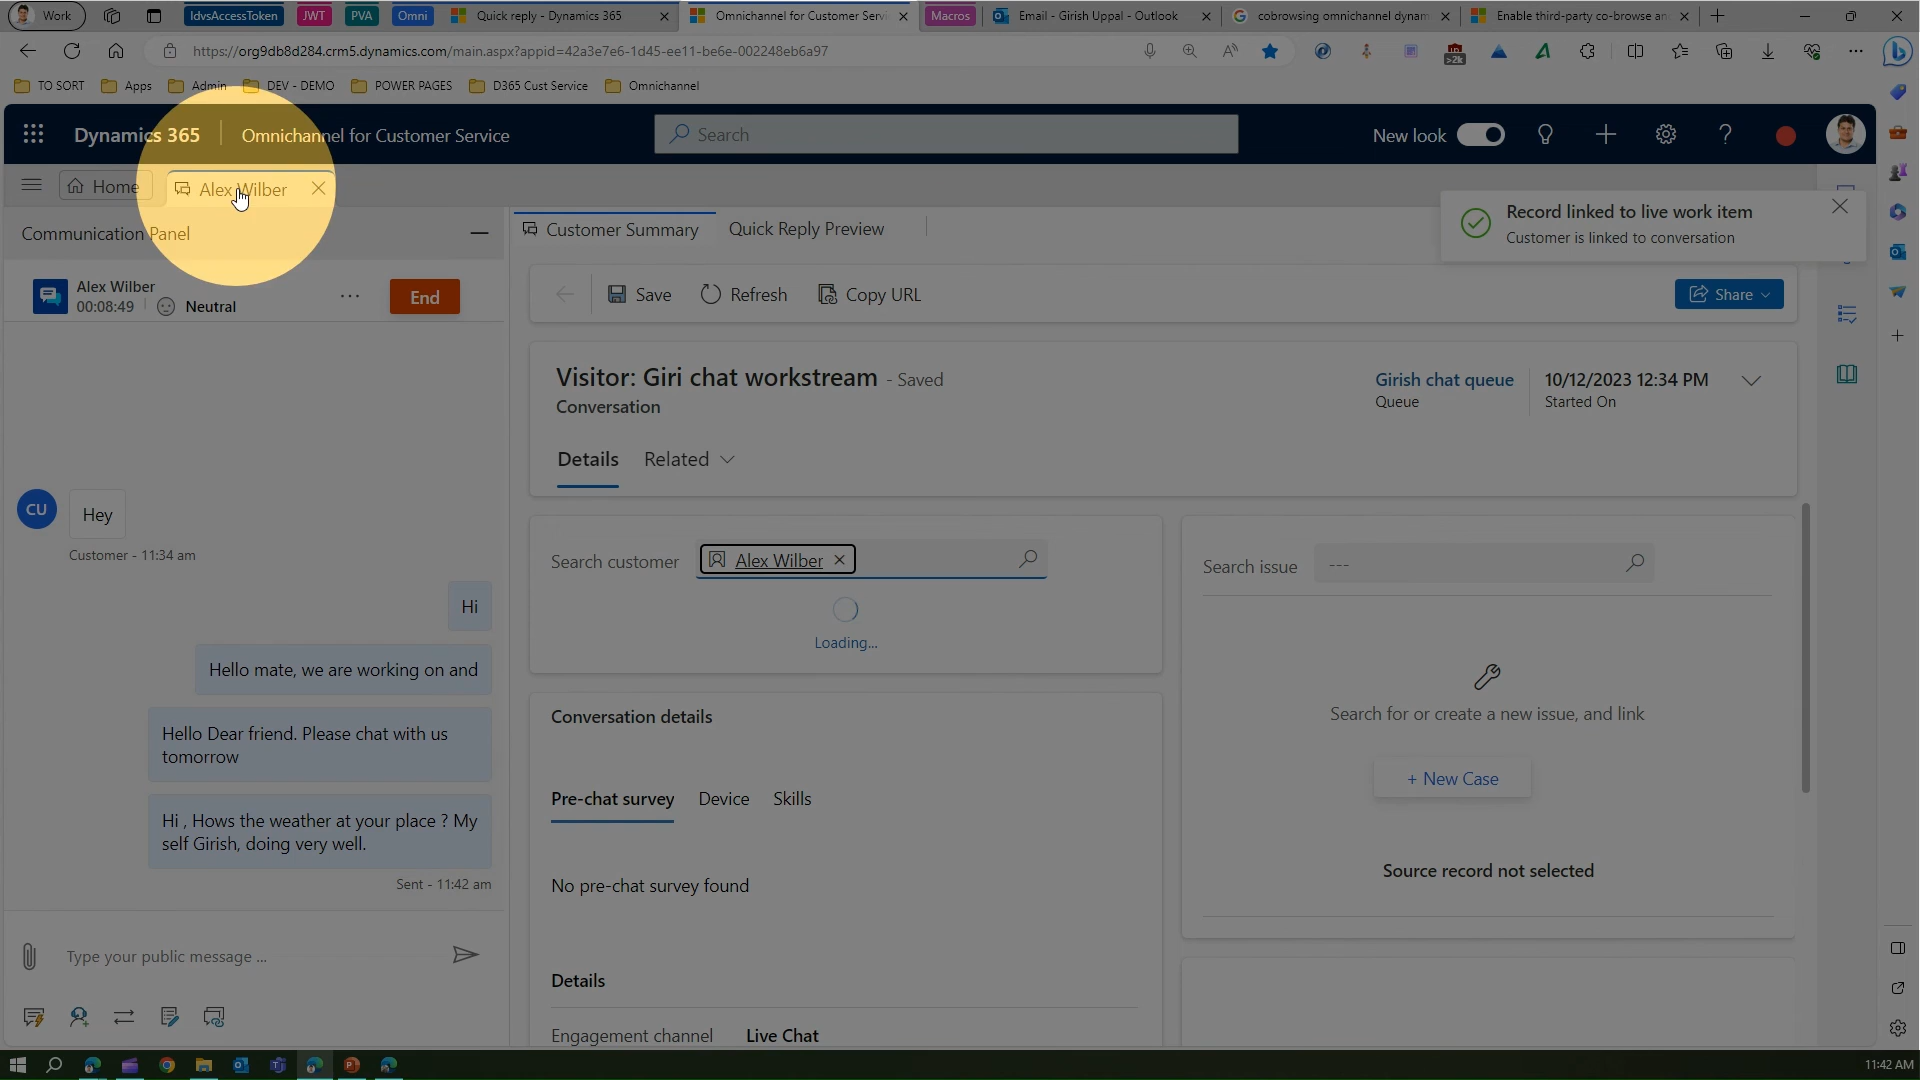 Work
IdvsAccessToken
JWT
PVA
Omni
Quick reply - Dynamics 365
Omnichannel for Customer Servi
Macros
Email - Girish Uppal - Outlook
cobrowsing omnichannel dynam
Enable third-party co-browse an
https://org9db8d284.crm5.dynamics.com/main.aspx?appid=42a3e7e6-1d45-ee11-be6e-002248eb6a97
>2k
TO SORT
Apps
Admin
DEV - DEMO
POWER PAGES
D365 Cust Service
Omnichannel
Dynamics 365
Omnichannel for Customer Service
Search
New look
Home
Alex Wilber
Communication Panel
Customer Summary
Quick Reply Preview
Record linked to live work item
Customer is linked to conversation
Alex Wilber
00:08:49
Neutral
End
Save
Refresh
Copy URL
Share
Visitor: Giri chat workstream - Saved
Conversation
Girish chat queue
Queue
10/12/2023 12:34 PM
Started On
Details
Related
CU
Hey
Customer - 11:34 am
Hi
Hello mate, we are working on and
Hello Dear friend. Please chat with us
tomorrow
Hi , Hows the weather at your place ? My
self Girish, doing very well.
Sent - 11:42 am
Type your public message ...
Search customer
Alex Wilber
Loading...
Conversation details
Pre-chat survey
Device
Skills
No pre-chat survey found
Details
Engagement channel
Live Chat
Search issue
---
Search for or create a new issue, and link
+ New Case
Source record not selected
11:42 AM